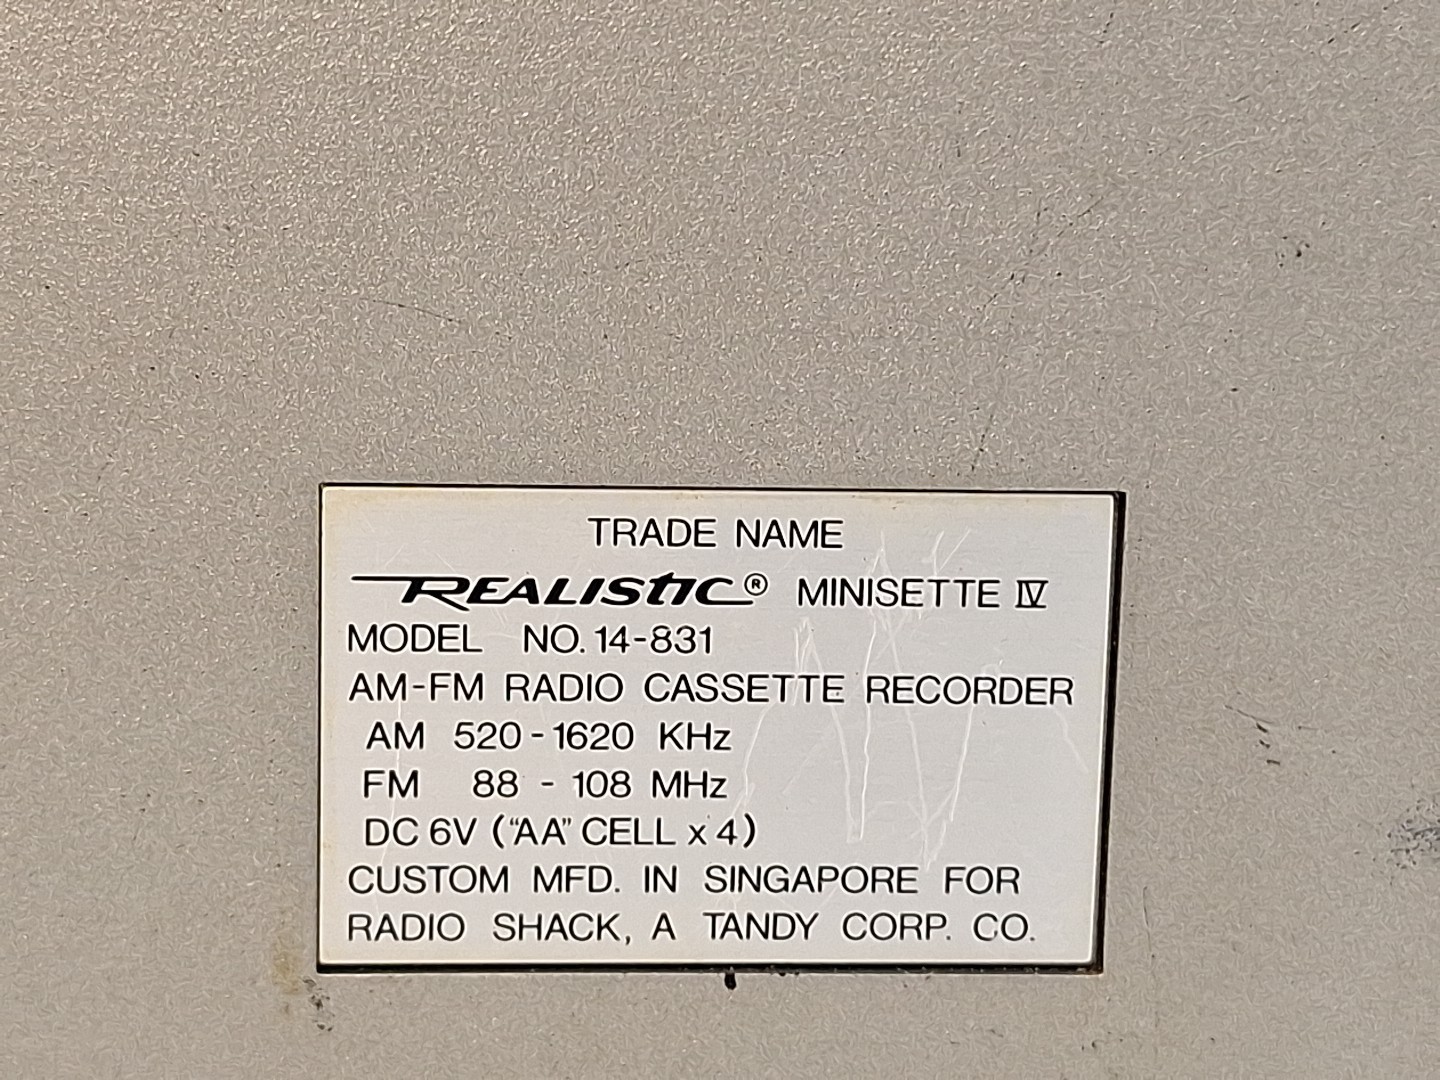 TRADE NAME
REALISTIC® MINISETTE IV
MODEL NO. 14-831
AM-FM RADIO CASSETTE RECORDER
AM 520-1620 KHz
FM 88 - 108 MHz
DC 6V ("AA" CELL x 4)
CUSTOM MFD. IN SINGAPORE FOR
RADIO SHACK, A TANDY CORP. CO.